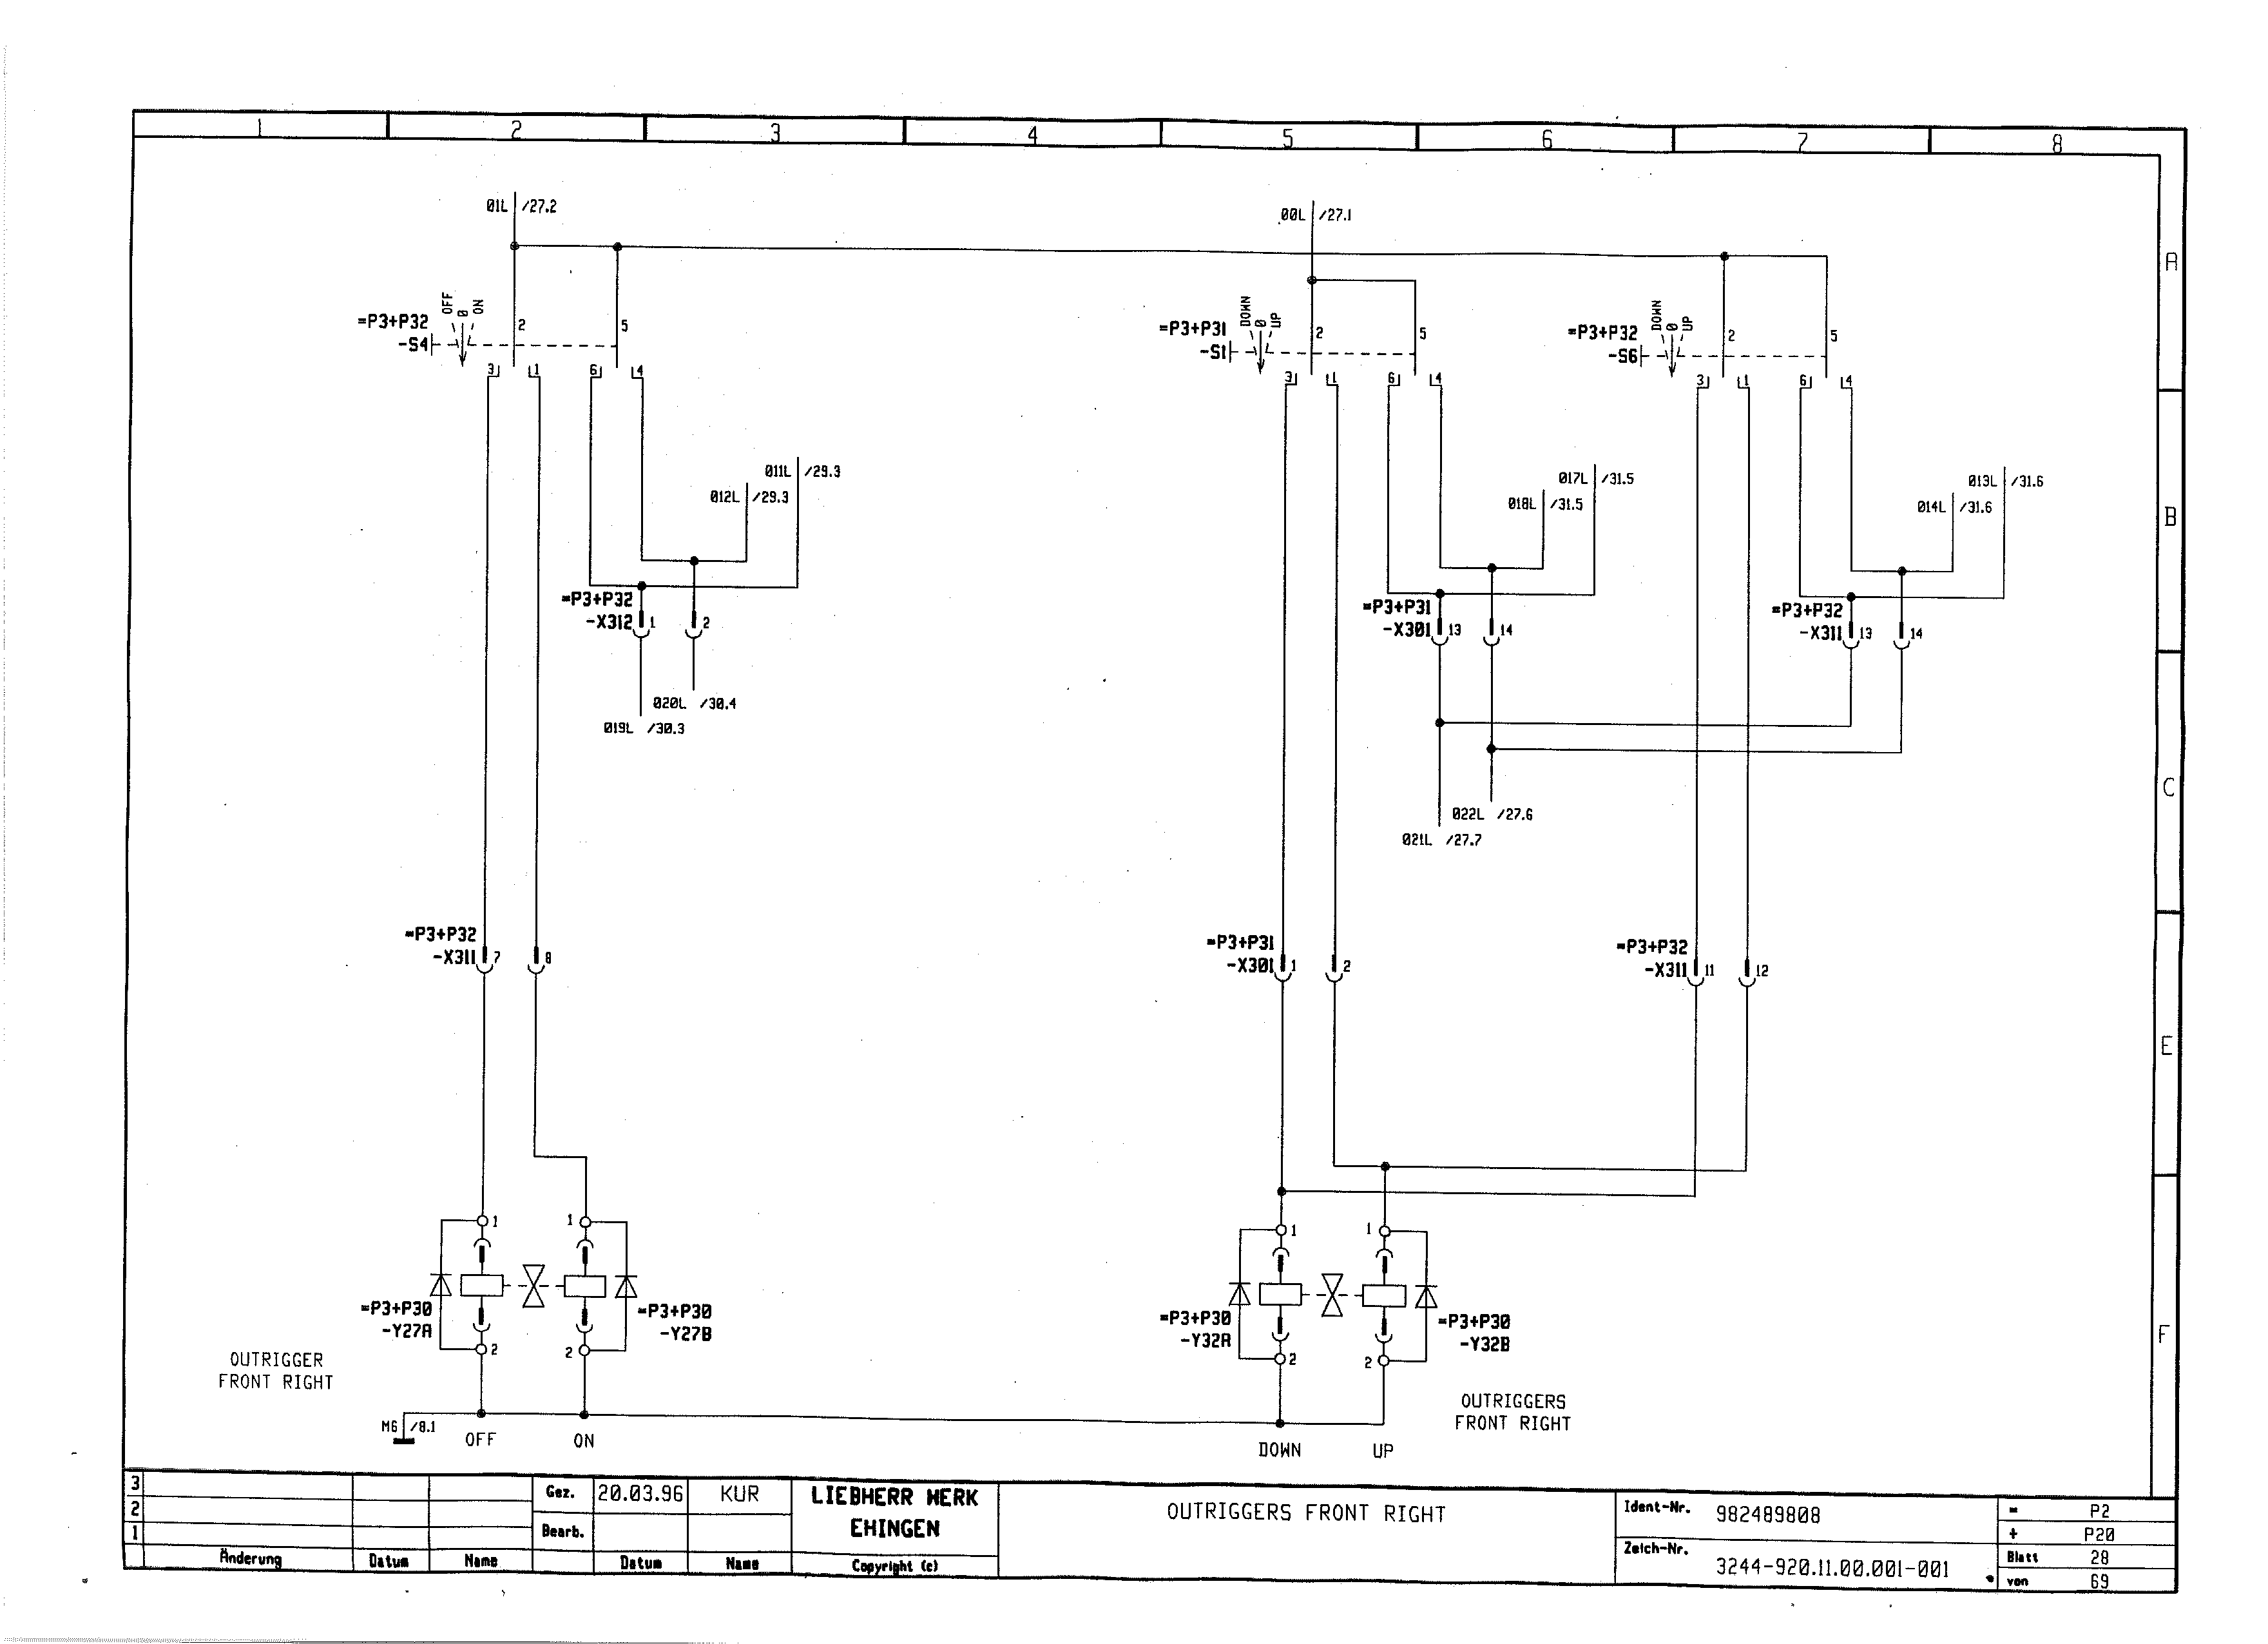 1 2 3 4 5 6 7 8
A
B
C
E
F
01L /27.2
00L /27.1
OFF 0 ON
DOWN 0 UP
DOWN 0 UP
=P3+P32
-S4
2 5
3 1 6 4
=P3+P31
-S1
2 5
3 1 6 4
=P3+P32
-S6
2 5
3 1 6 4
011L /29.3
012L /29.3
017L /31.5
018L /31.5
013L /31.6
014L /31.6
=P3+P32
-X312 1 2
=P3+P31
-X301 13 14
=P3+P32
-X311 13 14
020L /30.4
019L /30.3
022L /27.6
021L /27.7
=P3+P32
-X311 7 8
=P3+P31
-X301 1 2
=P3+P32
-X311 11 12
1 1
=P3+P30
-Y27A
=P3+P30
-Y27B
2 2
1 1
=P3+P30
-Y32A
=P3+P30
-Y32B
2 2
OUTRIGGER
FRONT RIGHT
OUTRIGGERS
FRONT RIGHT
M6 /8.1
OFF
ON
DOWN
UP
3
2
1
Änderung
Datum
Name
Gez. 20.03.96 KUR
Bearb.
Datum
Name
LIEBHERR WERK
EHINGEN
Copyright (c)
OUTRIGGERS FRONT RIGHT
Ident-Nr. 982489808
Zeich-Nr. 3244-920.11.00.001-001
= P2
+ P20
Blatt 28
von 69